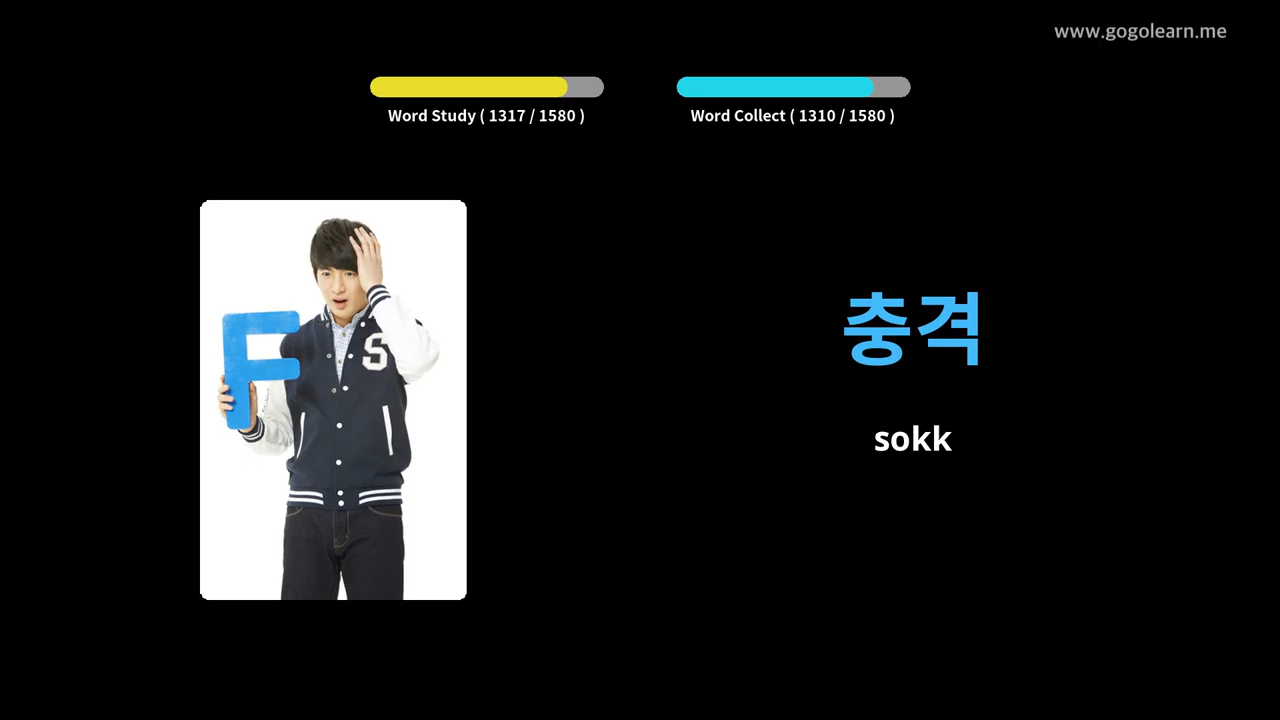 www.gogolearn.me
Word Study ( 1317 / 1580 )
Word Collect ( 1310 / 1580 )
F
S
충격
sokk